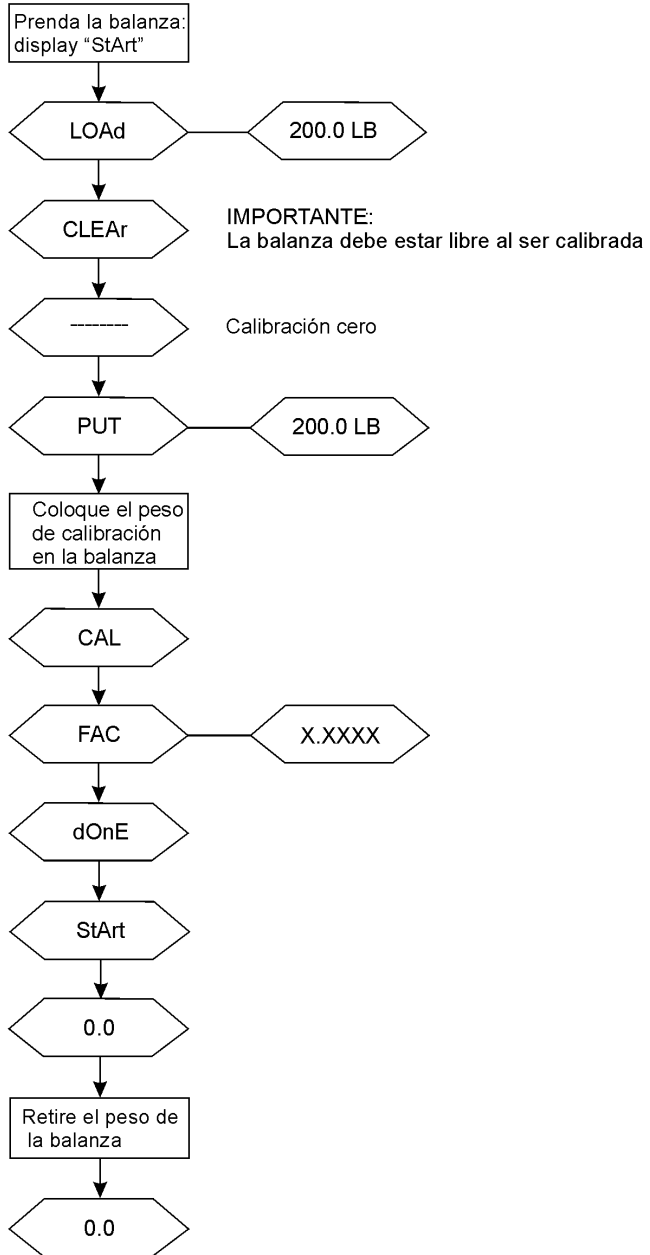 Prenda la balanza:
display “StArt”
LOAd
200.0 LB
CLEAr
IMPORTANTE:
La balanza debe estar libre al ser calibrada
--------
Calibración cero
PUT
200.0 LB
Coloque el peso
de calibración
en la balanza
CAL
FAC
X.XXXX
dOnE
StArt
0.0
Retire el peso de
la balanza
0.0